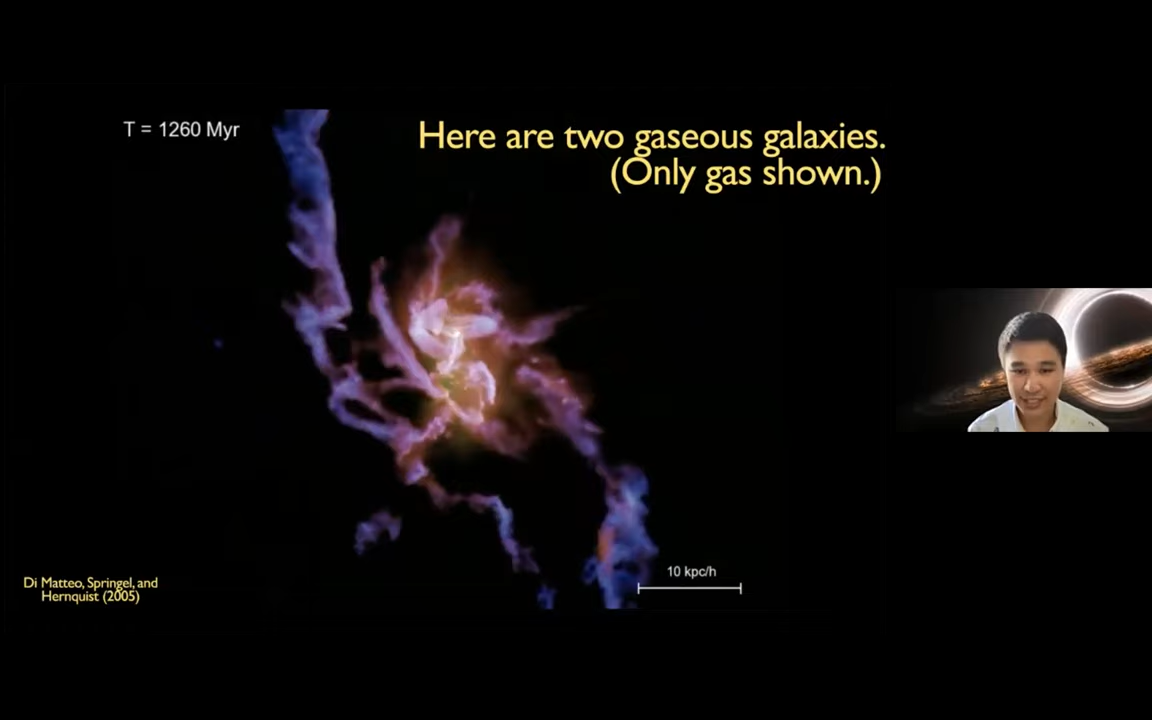 T = 1260 Myr
Here are two gaseous galaxies.
(Only gas shown.)
10 kpc/h
Di Matteo, Springel, and
Hernquist (2005)